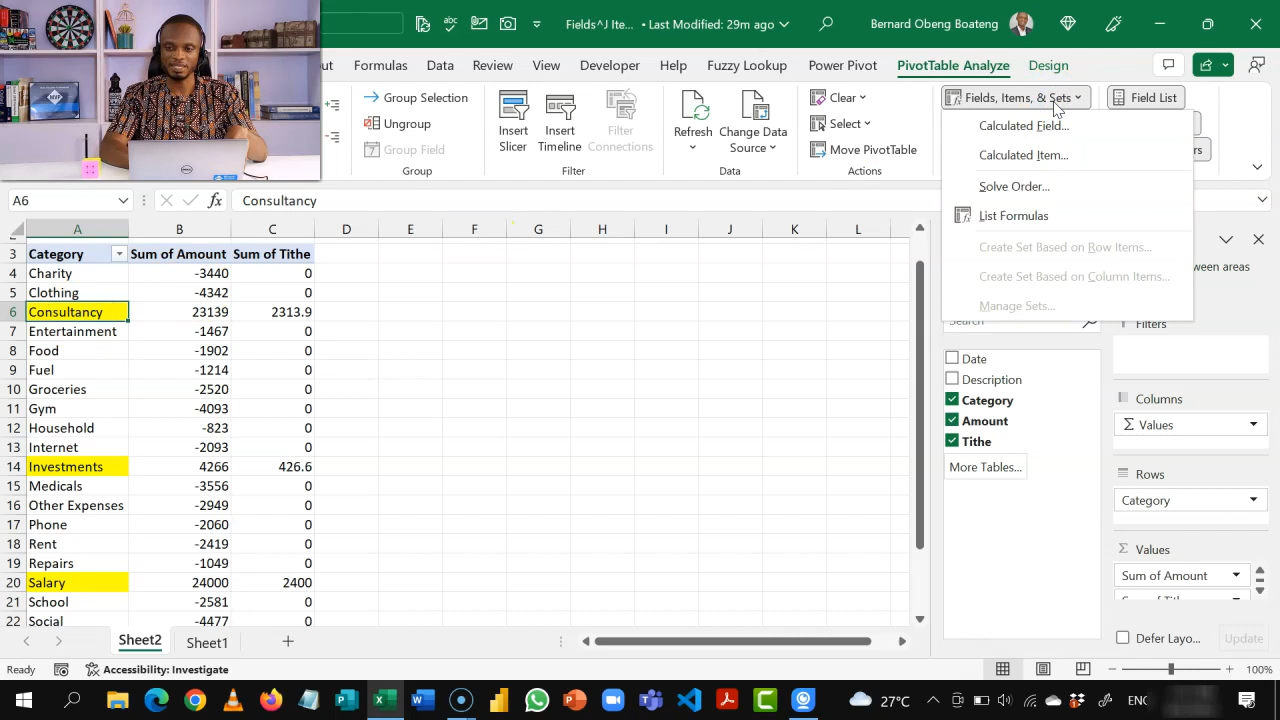 Fields^J Ite... • Last Modified: 29m ago
Bernard Obeng Boateng
Formulas Data Review View Developer Help Fuzzy Lookup Power Pivot PivotTable Analyze Design
Group Selection
Ungroup
Group Field
Group
Insert Slicer
Insert Timeline
Filter Connections
Filter
Refresh
Change Data Source
Data
Clear
Select
Move PivotTable
Actions
Fields, Items, & Sets
Field List
Calculated Field...
Calculated Item...
Solve Order...
List Formulas
Create Set Based on Row Items...
Create Set Based on Column Items...
Manage Sets...
A6
fx
Consultancy
A B C D E F G H I J K L
3 Category Sum of Amount Sum of Tithe
4 Charity -3440 0
5 Clothing -4342 0
6 Consultancy 23139 2313.9
7 Entertainment -1467 0
8 Food -1902 0
9 Fuel -1214 0
10 Groceries -2520 0
11 Gym -4093 0
12 Household -823 0
13 Internet -2093 0
14 Investments 4266 426.6
15 Medicals -3556 0
16 Other Expenses -2949 0
17 Phone -2060 0
18 Rent -2419 0
19 Repairs -1049 0
20 Salary 24000 2400
21 School -2581 0
22 Social -4477 0
ween areas
Search
Date
Description
Category
Amount
Tithe
More Tables...
Filters
Columns
Σ Values
Rows
Category
Σ Values
Sum of Amount
Defer Layo...
Update
Sheet2 Sheet1
Ready
Accessibility: Investigate
100%
27°C
ENG